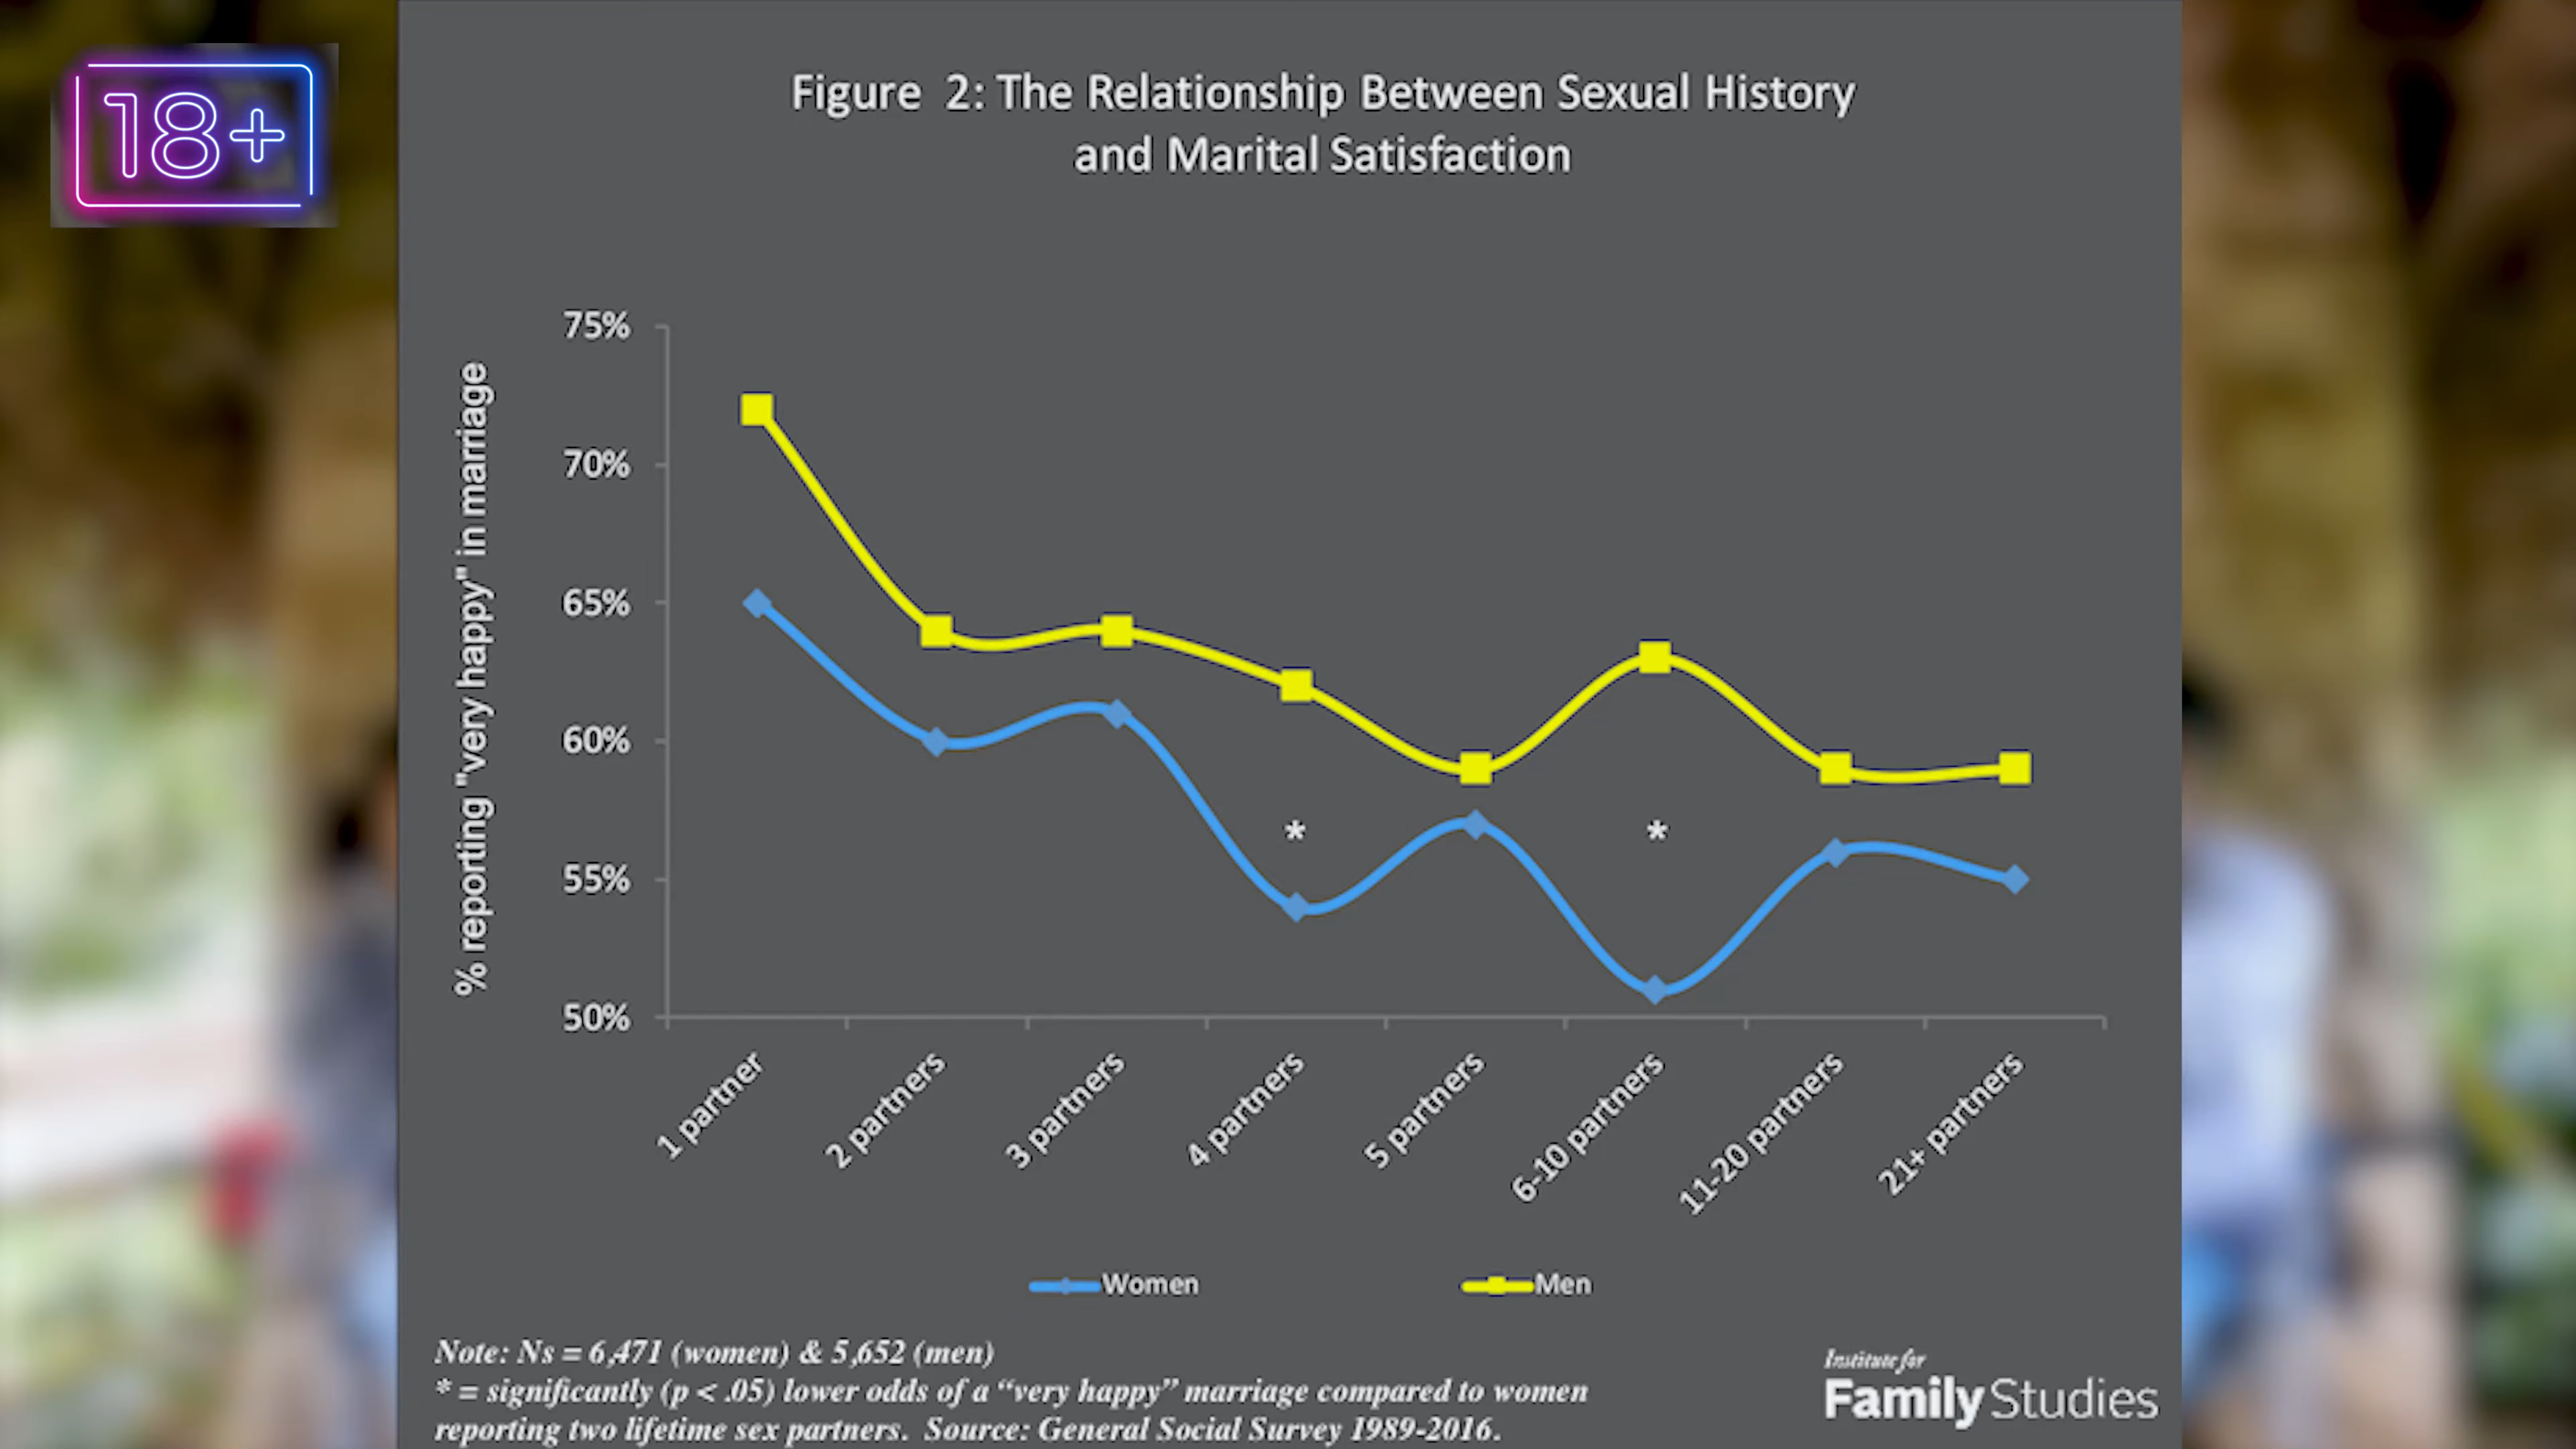 18+
Figure 2: The Relationship Between Sexual History
and Marital Satisfaction
% reporting "very happy" in marriage
75%
70%
65%
60%
55%
50%
*
*
1 partner
2 partners
3 partners
4 partners
5 partners
6-10 partners
11-20 partners
21+ partners
Women
Men
Note: Ns = 6,471 (women) & 5,652 (men)
* = significantly (p < .05) lower odds of a “very happy” marriage compared to women
reporting two lifetime sex partners. Source: General Social Survey 1989-2016.
Institute for
Family Studies